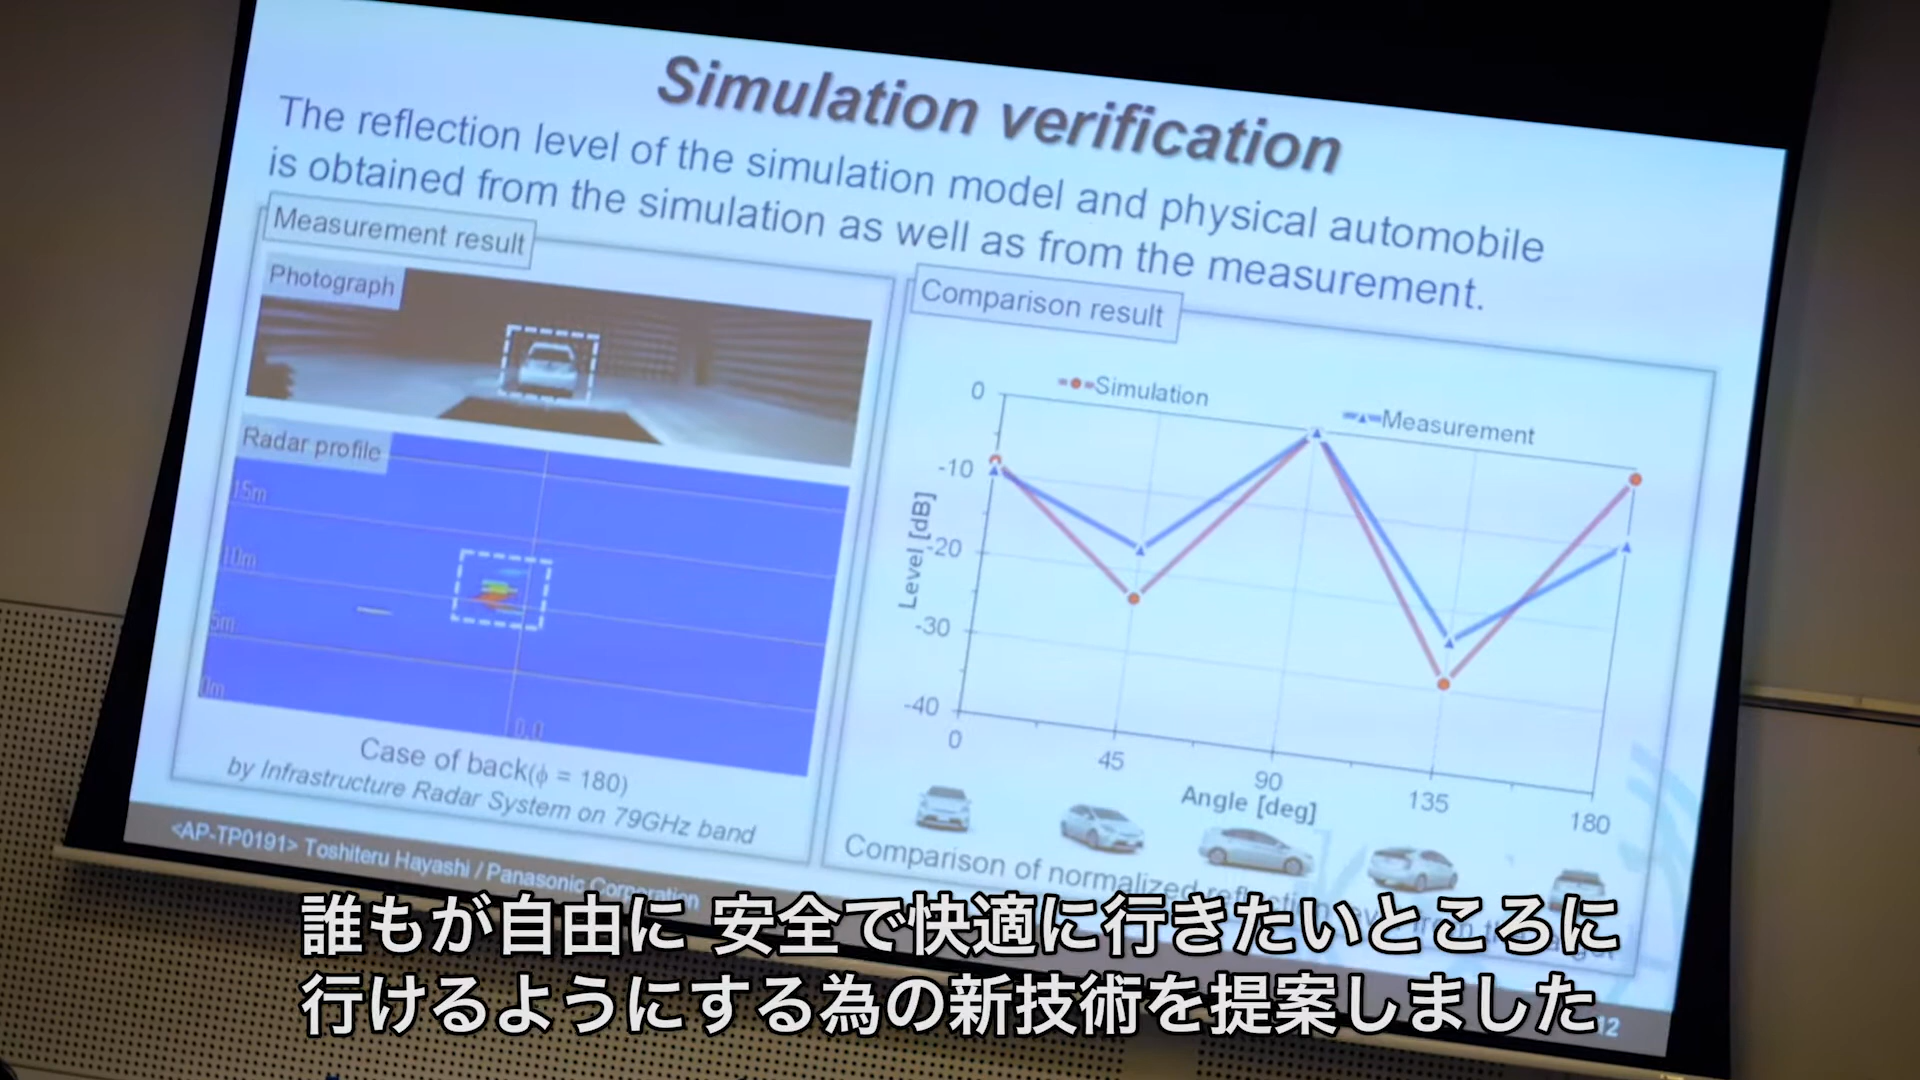 Simulation verification
The reflection level of the simulation model and physical automobile
is obtained from the simulation as well as from the measurement.
Measurement result
Photograph
Radar profile
15m
10m
5m
0m
0.0
Case of back(ϕ = 180)
by Infrastructure Radar System on 79GHz band
Comparison result
Simulation
Measurement
0
-10
-20
-30
-40
Level [dB]
0
45
90
135
180
Angle [deg]
Comparison of normalized reflection
<AP-TP0191> Toshiteru Hayashi / Panasonic Corporation
12
誰もが自由に 安全で快適に行きたいところに
行けるようにする為の新技術を提案しました